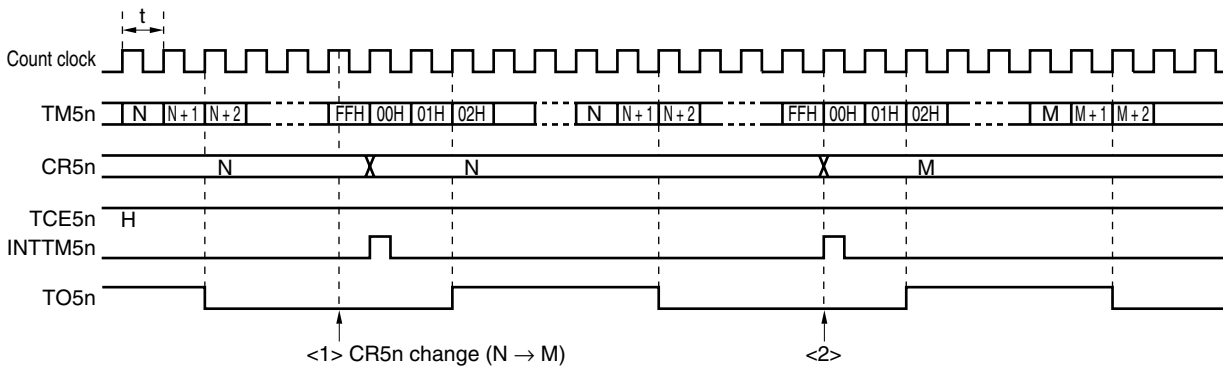 t
Count clock
TM5n N N + 1 N + 2 FFH 00H 01H 02H N N + 1 N + 2 FFH 00H 01H 02H M M + 1 M + 2
CR5n N N M
TCE5n H
INTTM5n
TO5n
<1> CR5n change (N → M) <2>